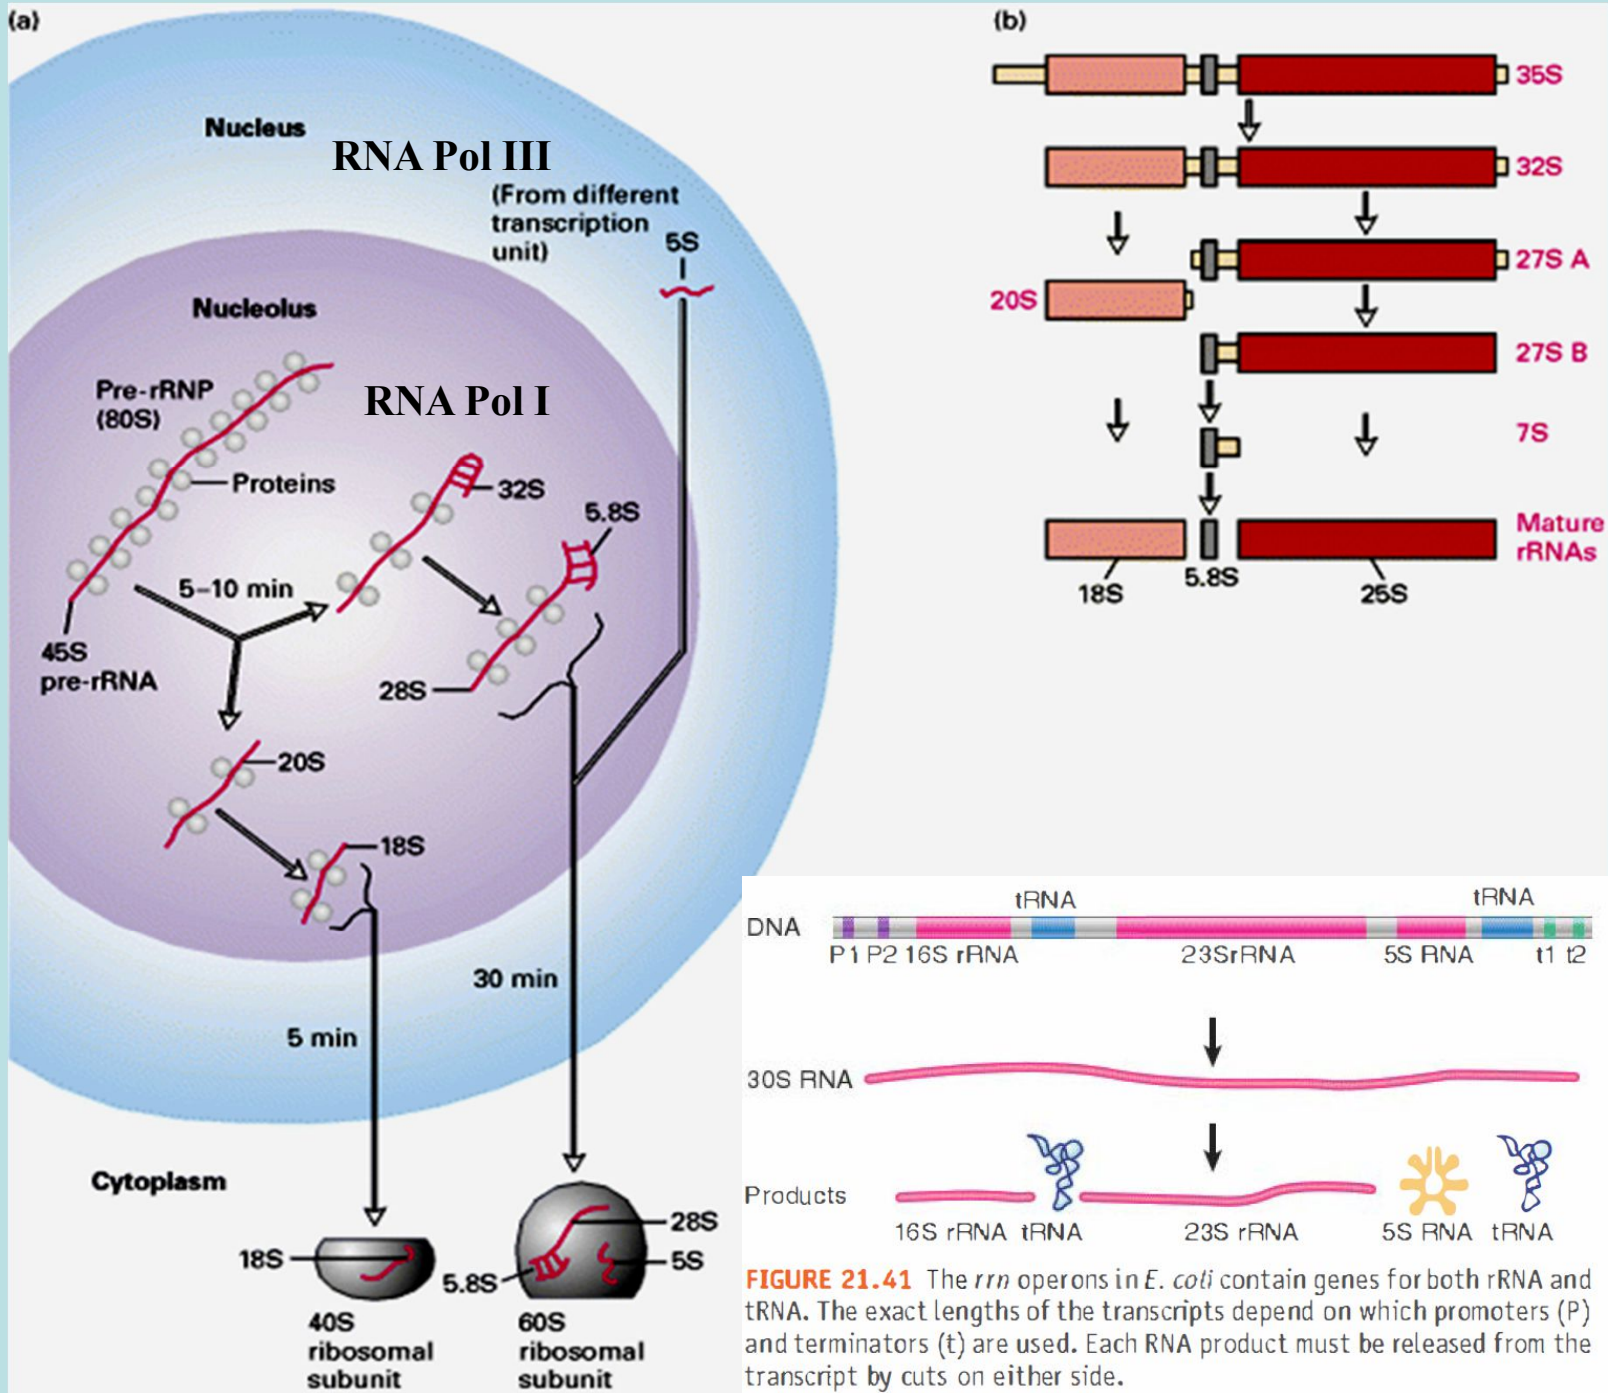 (a)
Nucleus
RNA Pol III
(From different
transcription
unit)
5S
Nucleolus
Pre-rRNP
(80S)
RNA Pol I
Proteins
32S
5.8S
5–10 min
45S
pre-rRNA
28S
20S
18S
30 min
5 min
Cytoplasm
18S
28S
5S
5.8S
40S
ribosomal
subunit
60S
ribosomal
subunit
(b)
35S
32S
27S A
20S
27S B
7S
Mature
rRNAs
18S
5.8S
25S
tRNA
tRNA
DNA
P1 P2 16S rRNA
23SrRNA
5S RNA
t1 t2
30S RNA
Products
16S rRNA tRNA
23S rRNA
5S RNA tRNA
FIGURE 21.41 The rrn operons in E. coli contain genes for both rRNA and
tRNA. The exact lengths of the transcripts depend on which promoters (P)
and terminators (t) are used. Each RNA product must be released from the
transcript by cuts on either side.